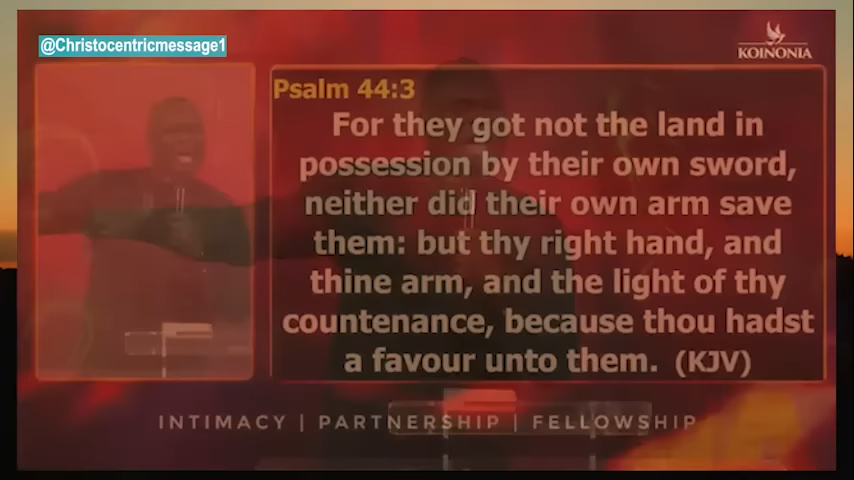 @Christocentricmessage1
KOINONIA
Psalm 44:3
For they got not the land in
possession by their own sword,
neither did their own arm save
them: but thy right hand, and
thine arm, and the light of thy
countenance, because thou hadst
a favour unto them. (KJV)
INTIMACY | PARTNERSHIP | FELLOWSHIP